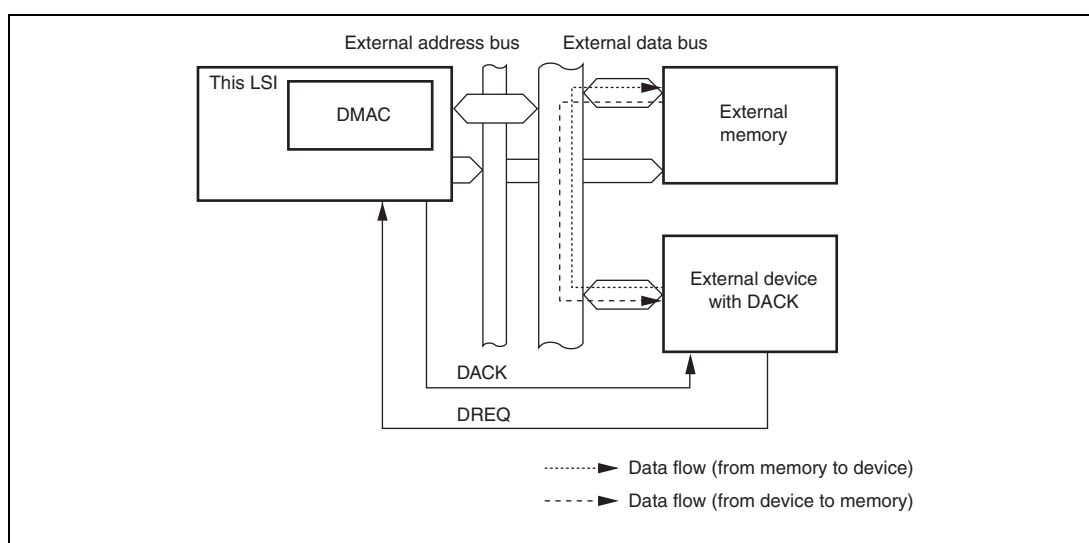 External address bus
External data bus
This LSI
DMAC
External
memory
External device
with DACK
DACK
DREQ
Data flow (from memory to device)
Data flow (from device to memory)